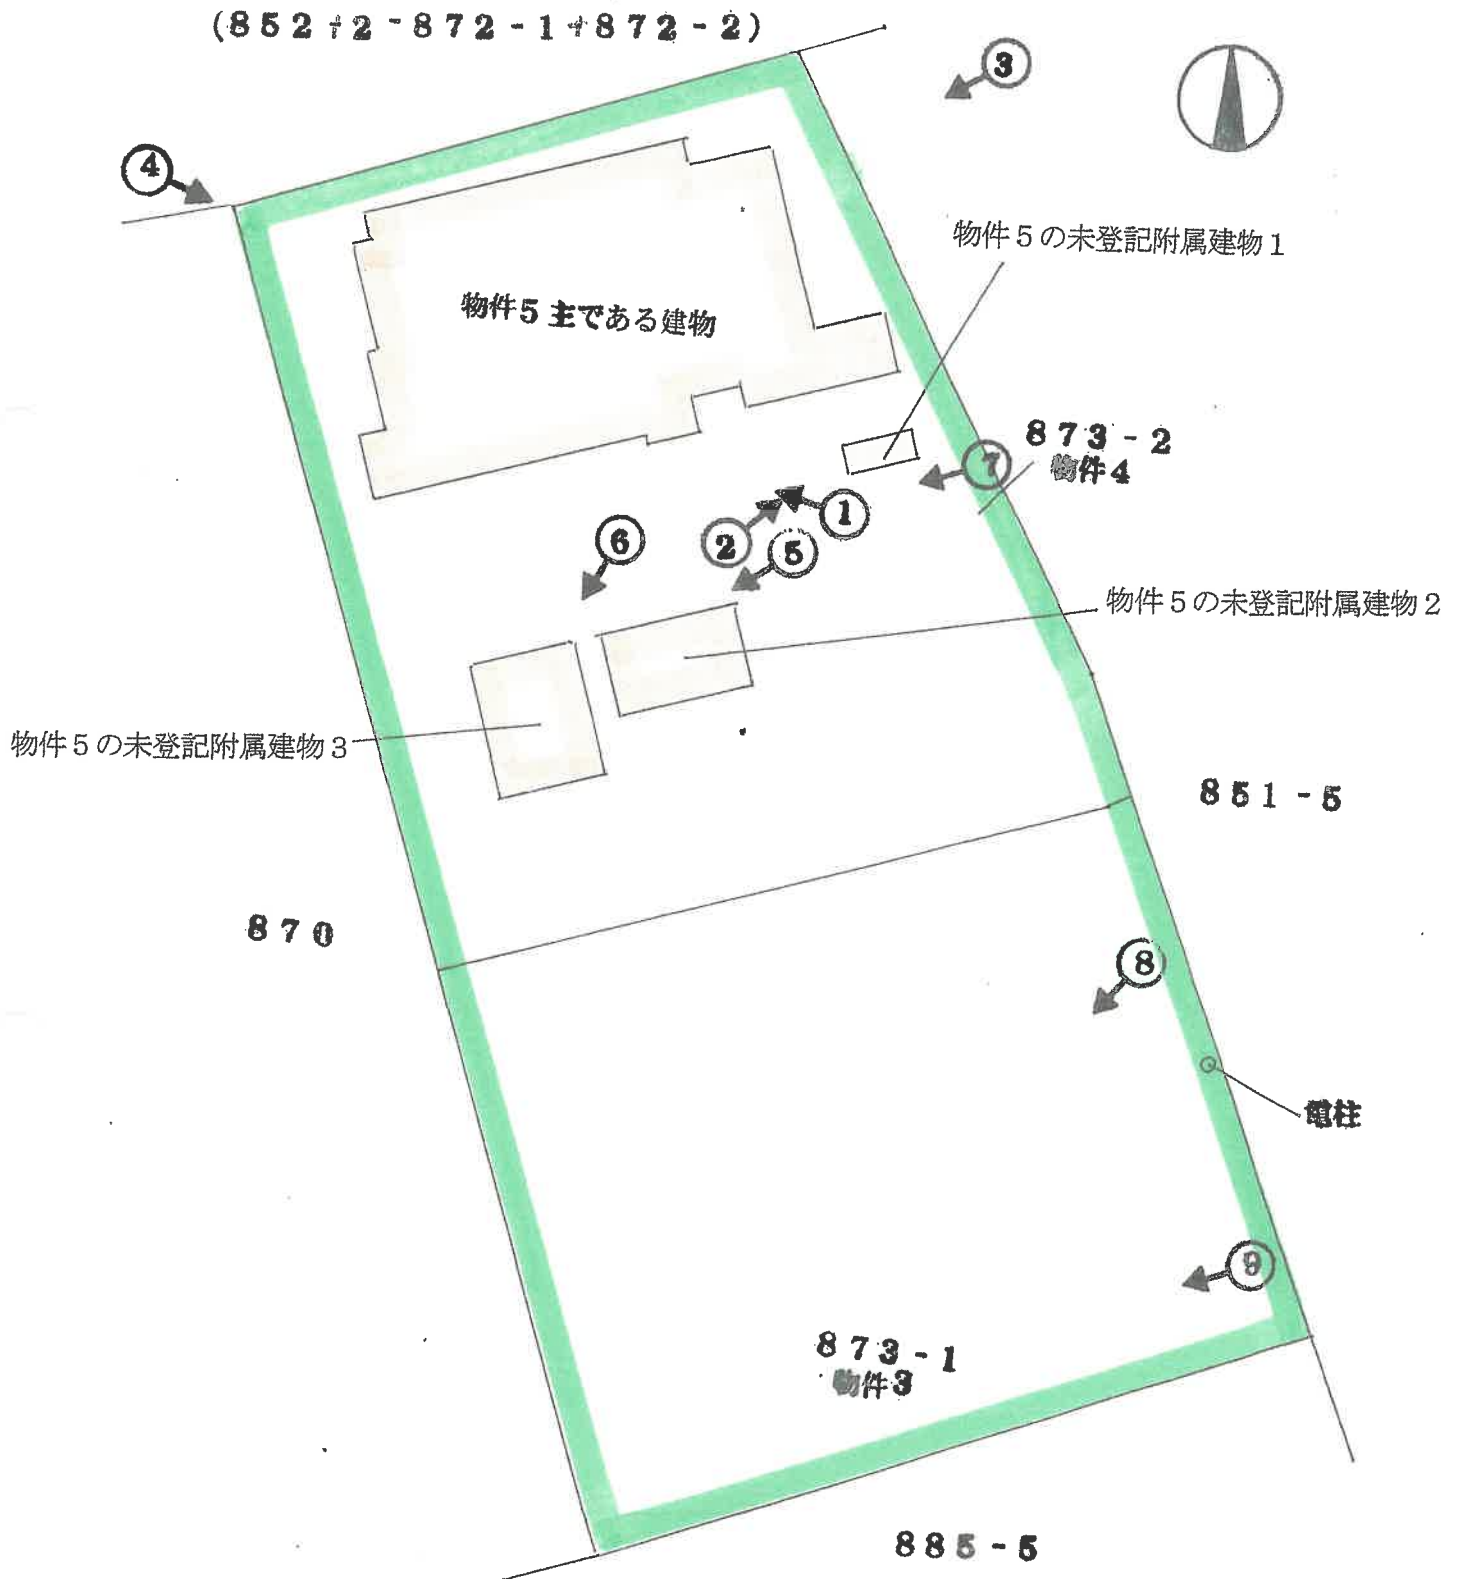 (852-2-872-1-872-2)
③
④
物件５の未登記附属建物１
物件5 主である建物
873-2
物件4
⑦
①
②
⑤
⑥
物件５の未登記附属建物２
物件５の未登記附属建物３
851-5
870
⑧
電柱
⑨
873-1
物件3
885-5